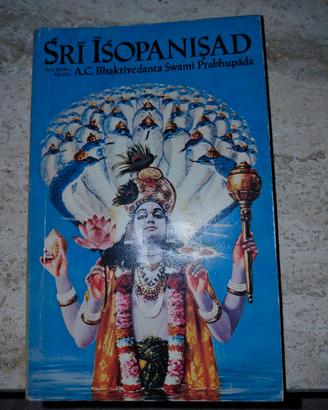 ŚRĪ ĪŚOPANIṢAD
A.C. Bhaktivedanta Swami Prabhupāda